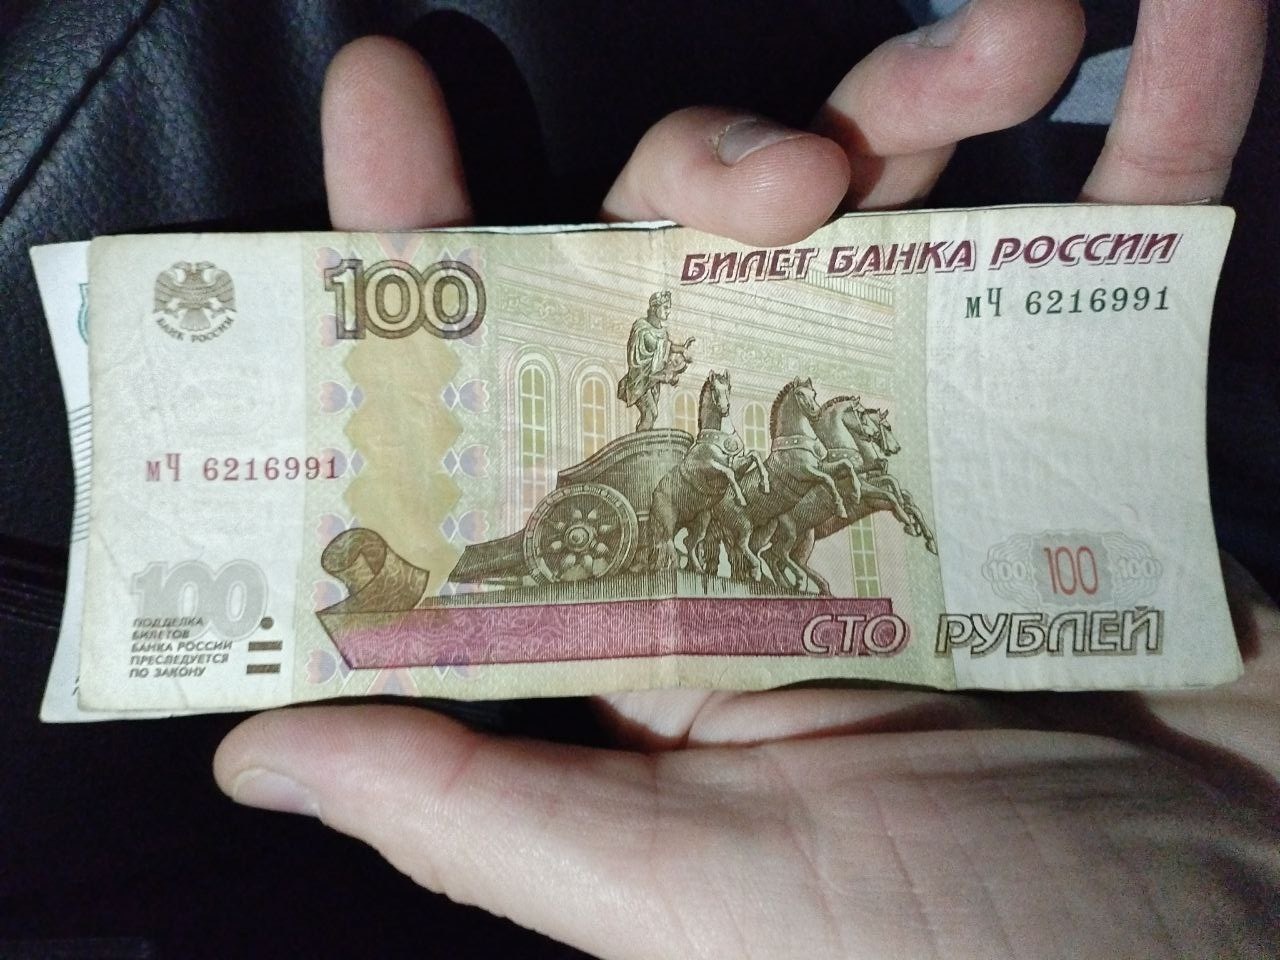 БИЛЕТ БАНКА РОССИИ
100
мЧ 6216991
БАНК РОССИИ
мЧ 6216991
100 100 100
100
ПОДДЕЛКА
БИЛЕТОВ
БАНКА РОССИИ
ПРЕСЛЕДУЕТСЯ
ПО ЗАКОНУ
СТО РУБЛЕЙ